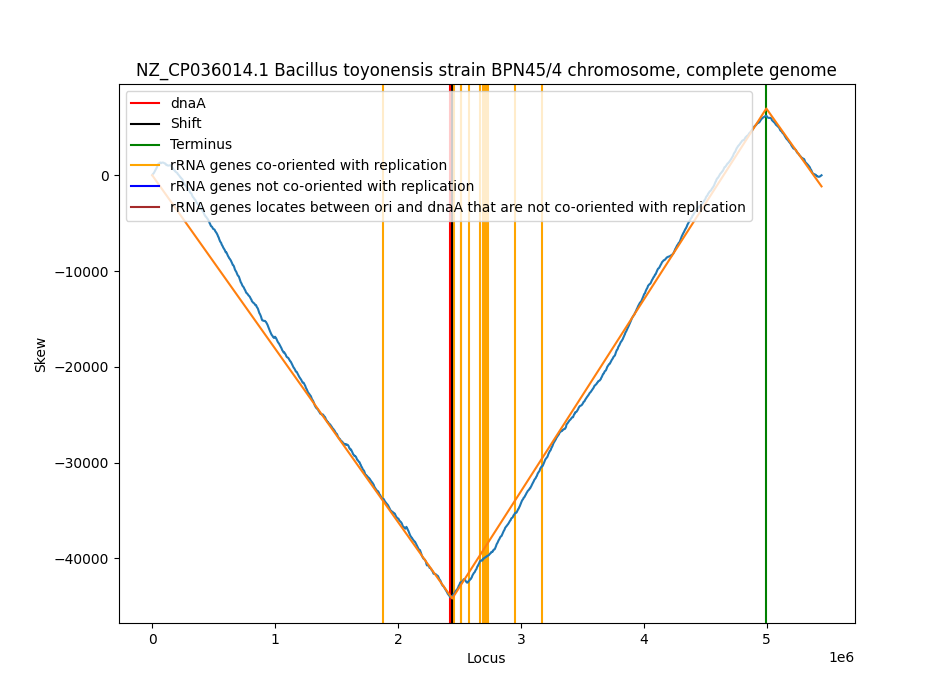 NZ_CP036014.1 Bacillus toyonensis strain BPN45/4 chromosome, complete genome
dnaA
Shift
Terminus
rRNA genes co-oriented with replication
rRNA genes not co-oriented with replication
rRNA genes locates between ori and dnaA that are not co-oriented with replication
0
−10000
−20000
−30000
−40000
Skew
0 1 2 3 4 5
Locus
1e6